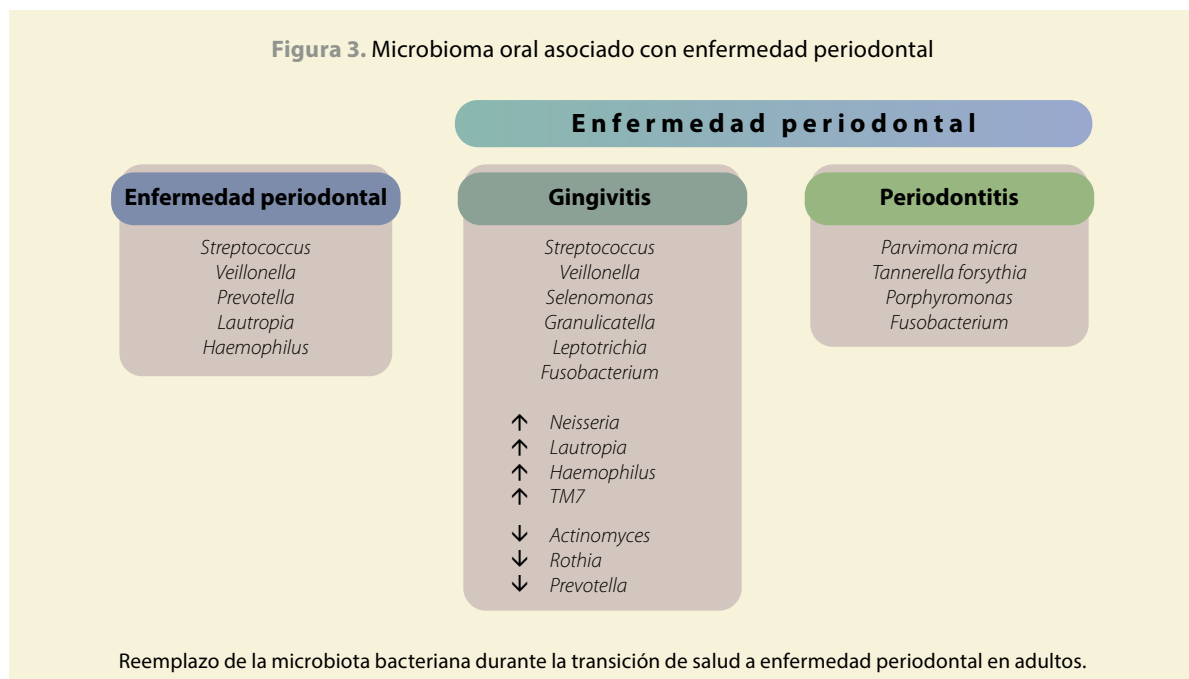 Figura 3. Microbioma oral asociado con enfermedad periodontal
Enfermedad periodontal
Enfermedad periodontal
Streptococcus
Veillonella
Prevotella
Lautropia
Haemophilus
Gingivitis
Streptococcus
Veillonella
Selenomonas
Granulicatella
Leptotrichia
Fusobacterium
↑ Neisseria
↑ Lautropia
↑ Haemophilus
↑ TM7
↓ Actinomyces
↓ Rothia
↓ Prevotella
Periodontitis
Parvimona micra
Tannerella forsythia
Porphyromonas
Fusobacterium
Reemplazo de la microbiota bacteriana durante la transición de salud a enfermedad periodontal en adultos.